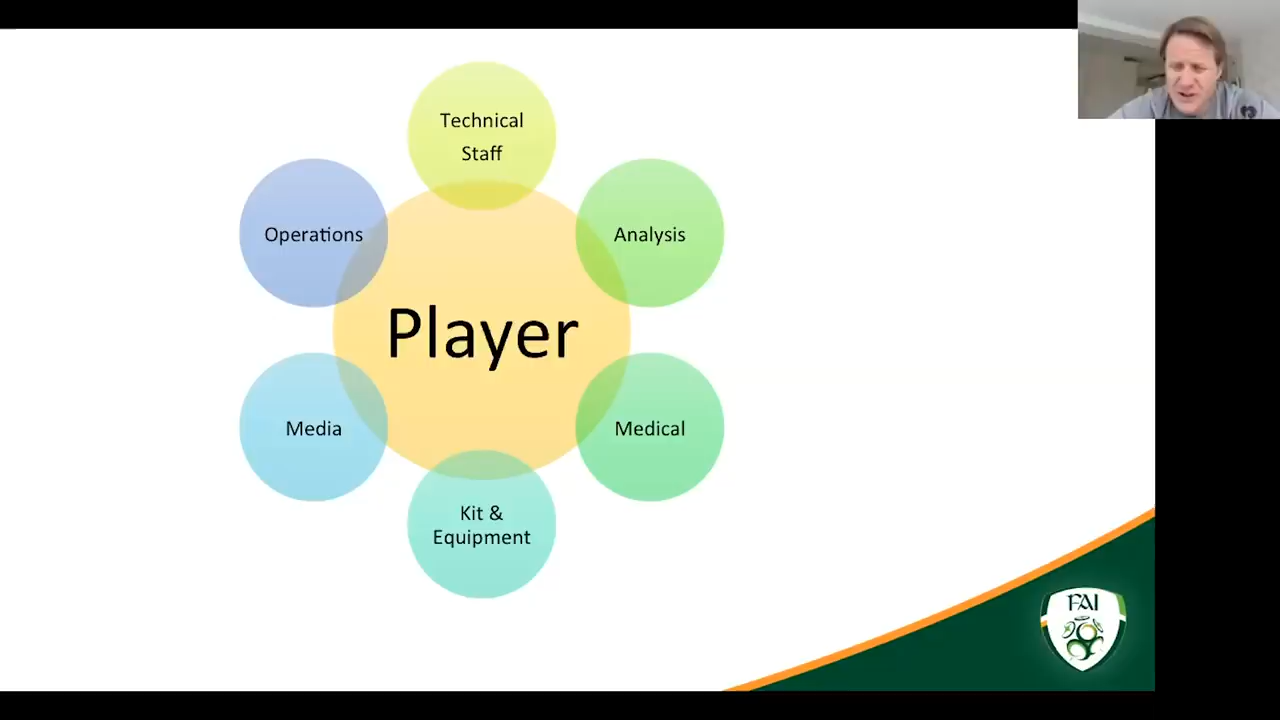 Technical
Staff
Operations
Analysis
Player
Media
Medical
Kit &
Equipment
FAI